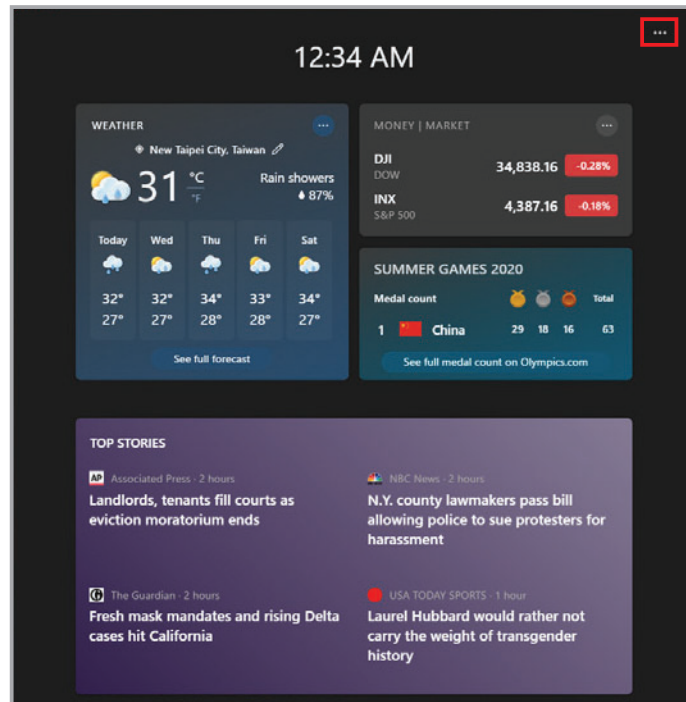 ...
12:34 AM
WEATHER
...
New Taipei City, Taiwan
31 °C
°F
Rain showers
87%
Today Wed Thu Fri Sat
32° 32° 34° 33° 34°
27° 27° 28° 28° 27°
See full forecast
MONEY | MARKET
...
DJI
DOW
34,838.16 -0.28%
INX
S&P 500
4,387.16 -0.18%
SUMMER GAMES 2020
Medal count Total
1 China 29 18 16 63
See full medal count on Olympics.com
TOP STORIES
AP Associated Press · 2 hours
Landlords, tenants fill courts as
eviction moratorium ends
NBC News · 2 hours
N.Y. county lawmakers pass bill
allowing police to sue protesters for
harassment
G The Guardian · 2 hours
Fresh mask mandates and rising Delta
cases hit California
USA TODAY SPORTS · 1 hour
Laurel Hubbard would rather not
carry the weight of transgender
history